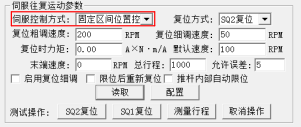 伺服往复运动参数
伺服控制方式: 固定区间位置控 复位方式: SQ2复位
复位粗调速度: 200 RPM 复位细调速度: 50 RPM
复位时力矩: 0.00 A×N·m/A 默认速度: 100 RPM
末端速度: 0 RPM 总行程: 1000 允许误差: 5
启用复位细调 限位后重新复位 推杆内部自动限位
读取 配置
测试操作: SQ2复位 SQ1复位 测量行程 取消操作